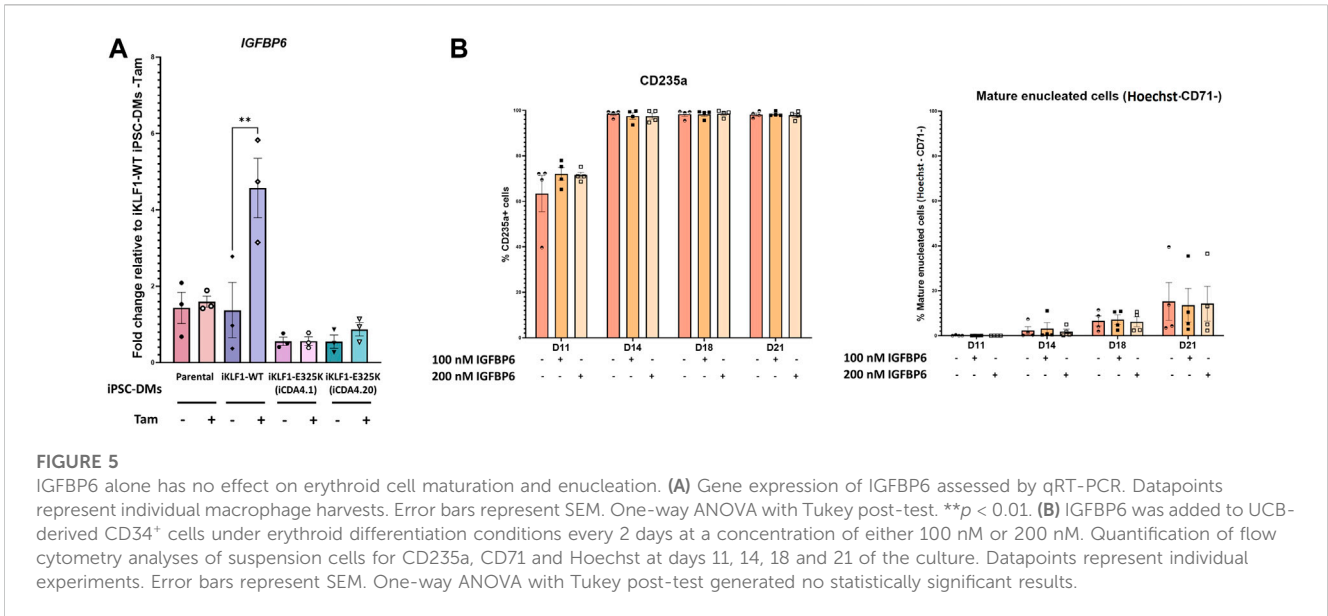 A
IGFBP6
Fold change relative to iKLF1-WT iPSC-DMs -Tam
8
6
4
2
0
**
iPSC-DMs
Parental iKLF1-WT iKLF1-E325K iKLF1-E325K
(iCDA4.1) (iCDA4.20)
Tam - + - + - + - +
B
CD235a
% CD235a+ cells
100
80
60
40
20
0
D11 D14 D18 D21
100 nM IGFBP6 - + - - + - - + - - + -
200 nM IGFBP6 - - + - - + - - + - - +
Mature enucleated cells (Hoechst-CD71-)
% Mature enucleated cells (Hoechst - CD71-)
100
80
60
40
20
0
D11 D14 D18 D21
100 nM IGFBP6 - + - - + - - + - - + -
200 nM IGFBP6 - - + - - + - - + - - +
FIGURE 5
IGFBP6 alone has no effect on erythroid cell maturation and enucleation. (A) Gene expression of IGFBP6 assessed by qRT-PCR. Datapoints
represent individual macrophage harvests. Error bars represent SEM. One-way ANOVA with Tukey post-test. **p < 0.01. (B) IGFBP6 was added to UCB-
derived CD34+ cells under erythroid differentiation conditions every 2 days at a concentration of either 100 nM or 200 nM. Quantification of flow
cytometry analyses of suspension cells for CD235a, CD71 and Hoechst at days 11, 14, 18 and 21 of the culture. Datapoints represent individual
experiments. Error bars represent SEM. One-way ANOVA with Tukey post-test generated no statistically significant results.